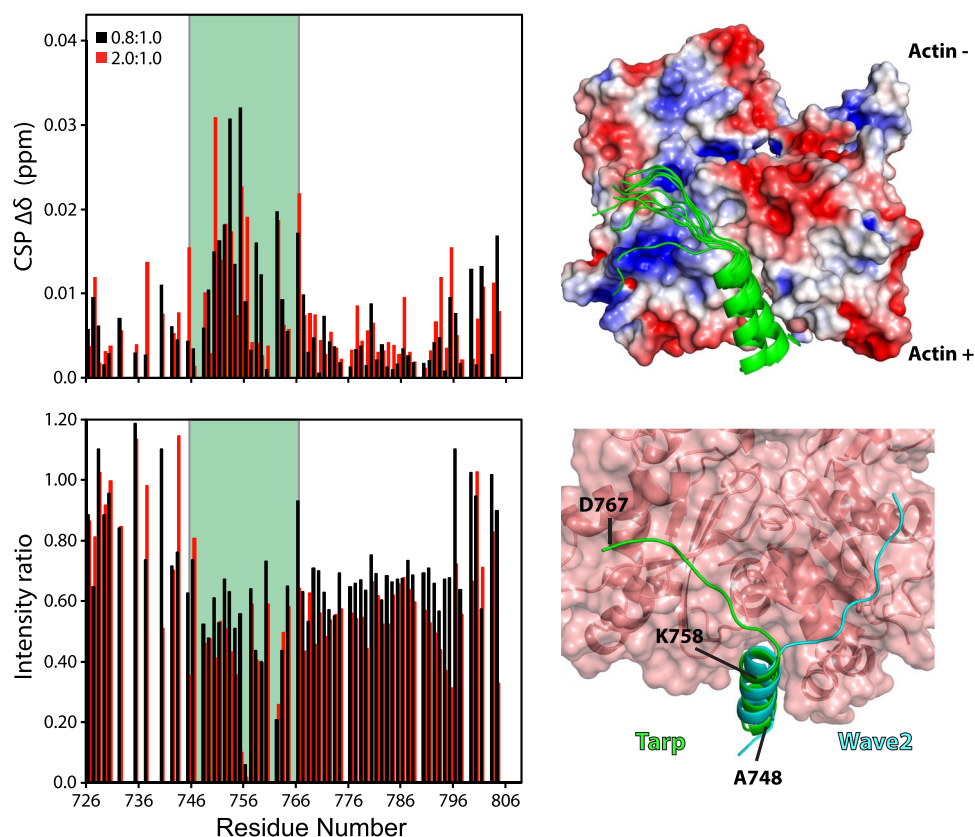 0.04
0.03
0.02
0.01
0.0
CSP Δδ (ppm)
0.8:1.0
2.0:1.0
Actin -
Actin +
1.20
1.00
0.80
0.60
0.40
0.20
0.0
Intensity ratio
726 736 746 756 766 776 786 796 806
Residue Number
D767
K758
Tarp
Wave2
A748